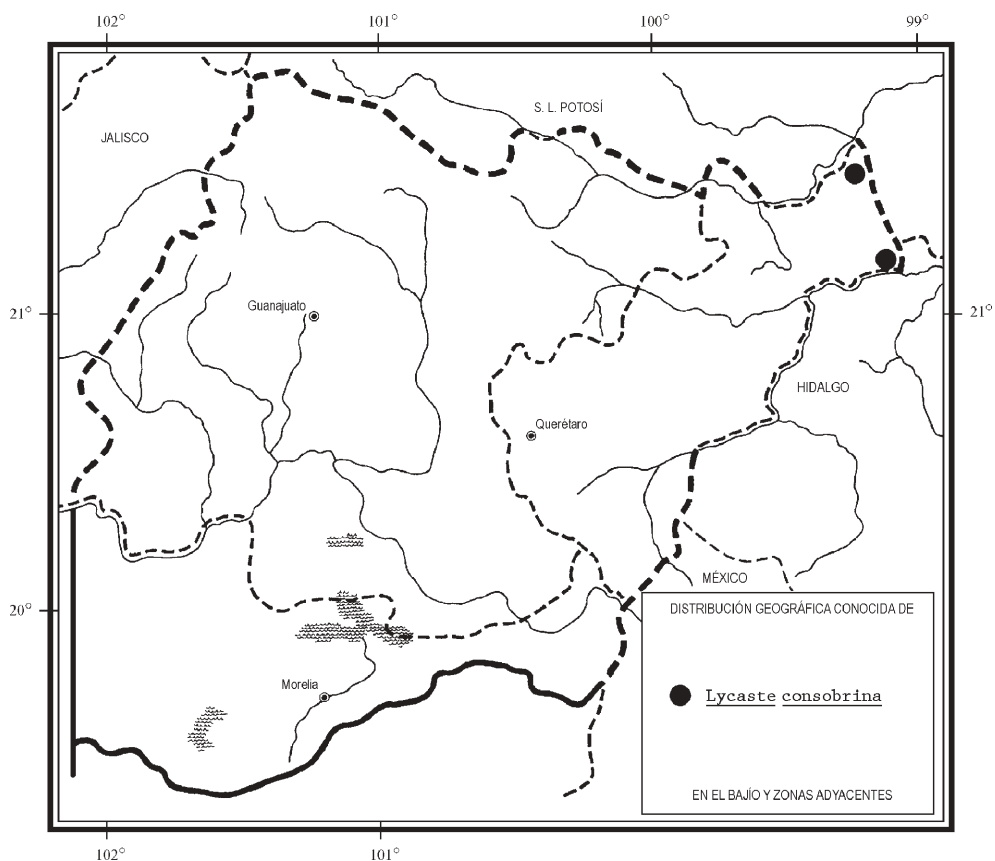 102° 101° 100° 99°
S. L. POTOSÍ
JALISCO
Guanajuato
21° 21°
HIDALGO
Querétaro
MÉXICO
20°
DISTRIBUCIÓN GEOGRÁFICA CONOCIDA DE
Morelia
Lycaste consobrina
EN EL BAJÍO Y ZONAS ADYACENTES
102° 101°